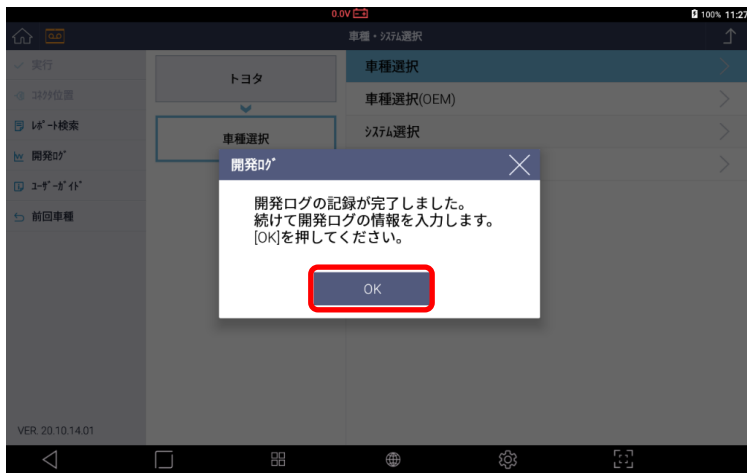 0.0V
100% 11:27
車種・ｼｽﾃﾑ選択
実行
ｺﾈｸﾀ位置
ﾚﾎﾟｰﾄ検索
開発ﾛｸﾞ
ﾕｰｻﾞｰｶﾞｲﾄﾞ
前回車種
VER. 20.10.14.01
トヨタ
車種選択
車種選択
車種選択(OEM)
ｼｽﾃﾑ選択
開発ﾛｸﾞ
開発ログの記録が完了しました。
続けて開発ログの情報を入力します。
[OK]を押してください。
OK